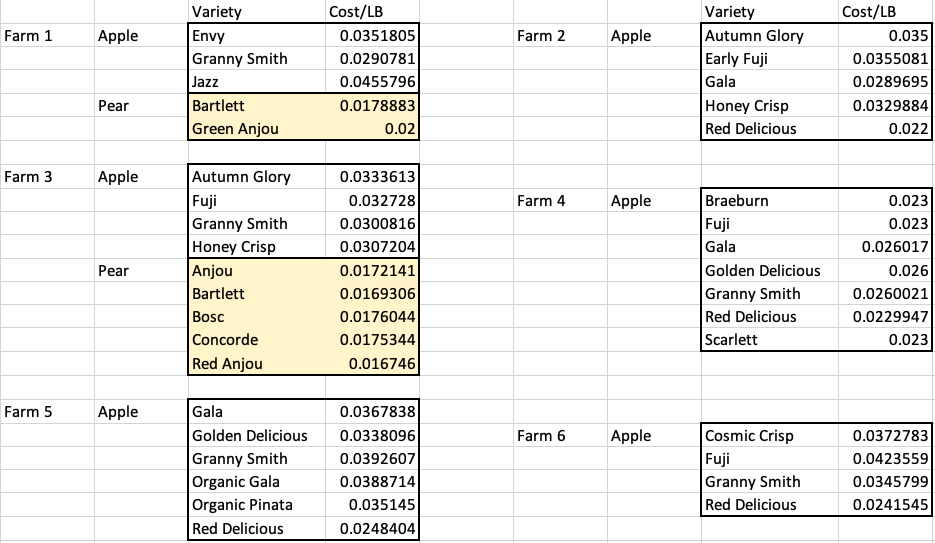 Variety Cost/LB Variety Cost/LB
Farm 1 Apple Envy 0.0351805 Farm 2 Apple Autumn Glory 0.035
Granny Smith 0.0290781 Early Fuji 0.0355081
Jazz 0.0455796 Gala 0.0289695
Pear Bartlett 0.0178883 Honey Crisp 0.0329884
Green Anjou 0.02 Red Delicious 0.022
Farm 3 Apple Autumn Glory 0.0333613
Fuji 0.032728 Farm 4 Apple Braeburn 0.023
Granny Smith 0.0300816 Fuji 0.023
Honey Crisp 0.0307204 Gala 0.026017
Pear Anjou 0.0172141 Golden Delicious 0.026
Bartlett 0.0169306 Granny Smith 0.0260021
Bosc 0.0176044 Red Delicious 0.0229947
Concorde 0.0175344 Scarlett 0.023
Red Anjou 0.016746
Farm 5 Apple Gala 0.0367838
Golden Delicious 0.0338096 Farm 6 Apple Cosmic Crisp 0.0372783
Granny Smith 0.0392607 Fuji 0.0423559
Organic Gala 0.0388714 Granny Smith 0.0345799
Organic Pinata 0.035145 Red Delicious 0.0241545
Red Delicious 0.0248404